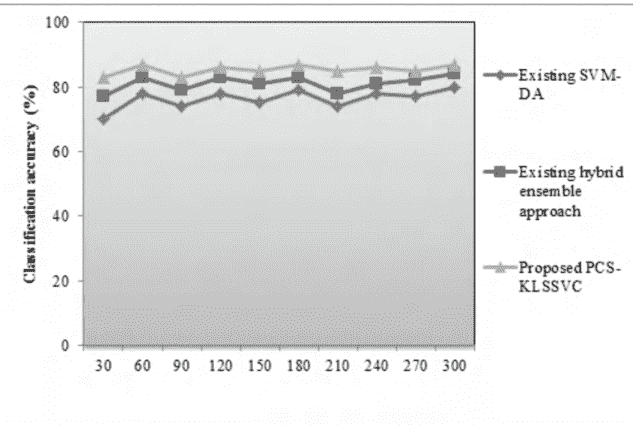 100
80
60
40
20
0
Classification accuracy (%)
30 60 90 120 150 180 210 240 270 300
Existing SVM-
DA
Existing hybrid
ensemble
approach
Proposed PCS-
KLSSVC